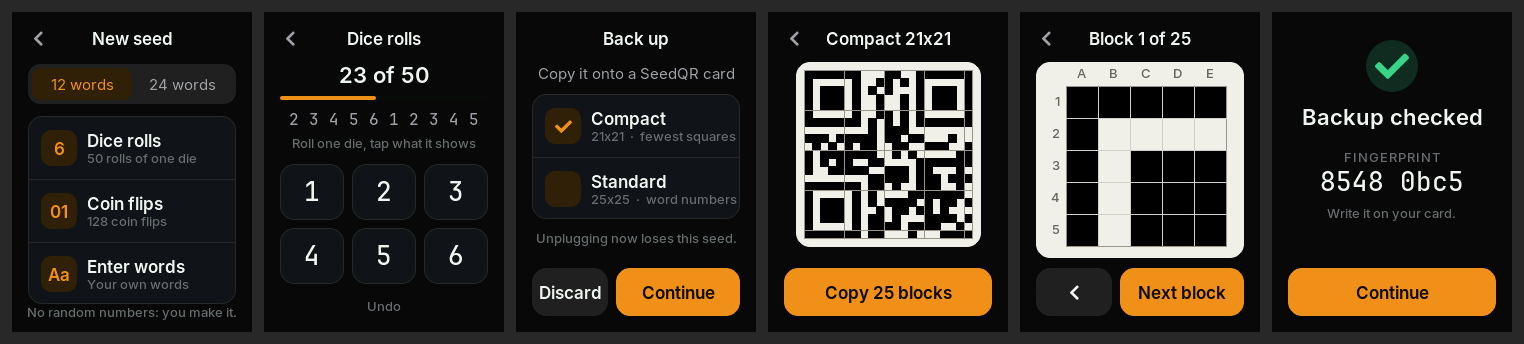 New seed
12 words 24 words
6 Dice rolls
50 rolls of one die
01 Coin flips
128 coin flips
Aa Enter words
Your own words
No random numbers: you make it.
Dice rolls
23 of 50
2 3 4 5 6 1 2 3 4 5
Roll one die, tap what it shows
1 2 3
4 5 6
Undo
Back up
Copy it onto a SeedQR card
Compact
21x21 · fewest squares
Standard
25x25 · word numbers
Unplugging now loses this seed.
Discard Continue
Compact 21x21
Copy 25 blocks
Block 1 of 25
A B C D E
1
2
3
4
5
Next block
Backup checked
FINGERPRINT
8548 0bc5
Write it on your card.
Continue